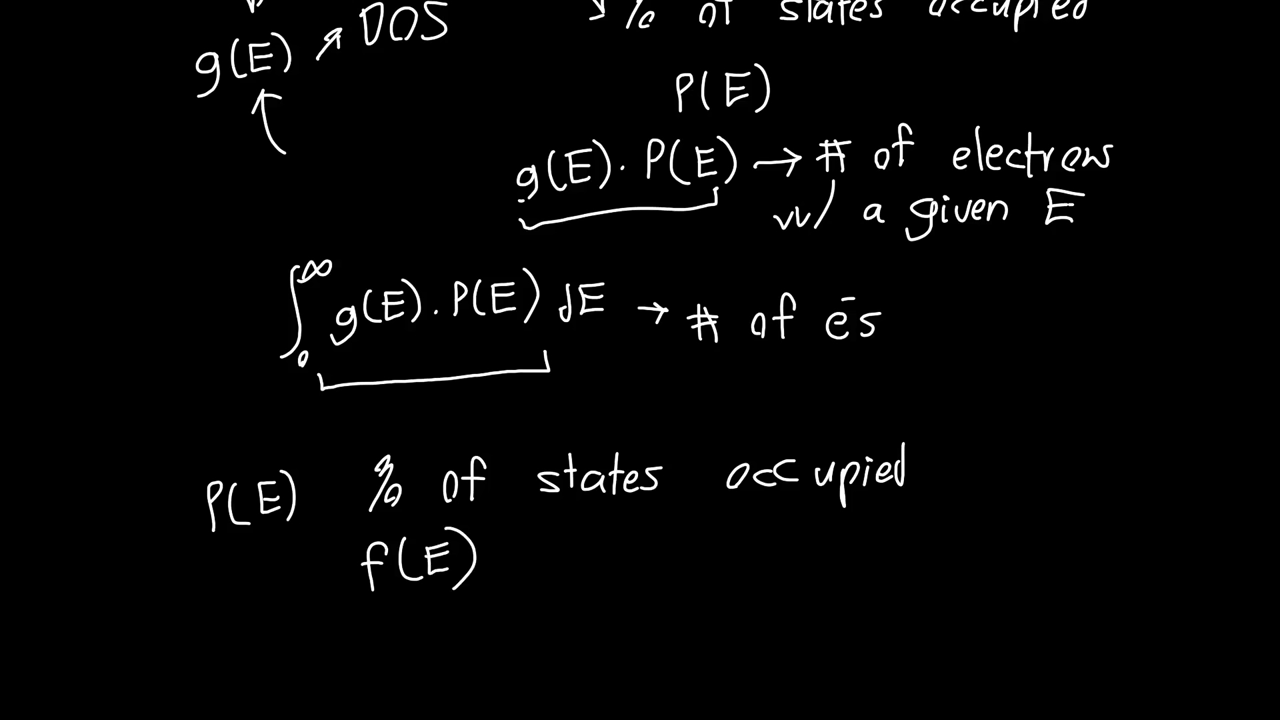 % of states occupied
g(E) ↗ DOS
P(E)
g(E) · P(E) → # of electrons
w/ a given E
∫₀^∞ g(E) · P(E) dE → # of e⁻s
P(E) % of states occupied
f(E)